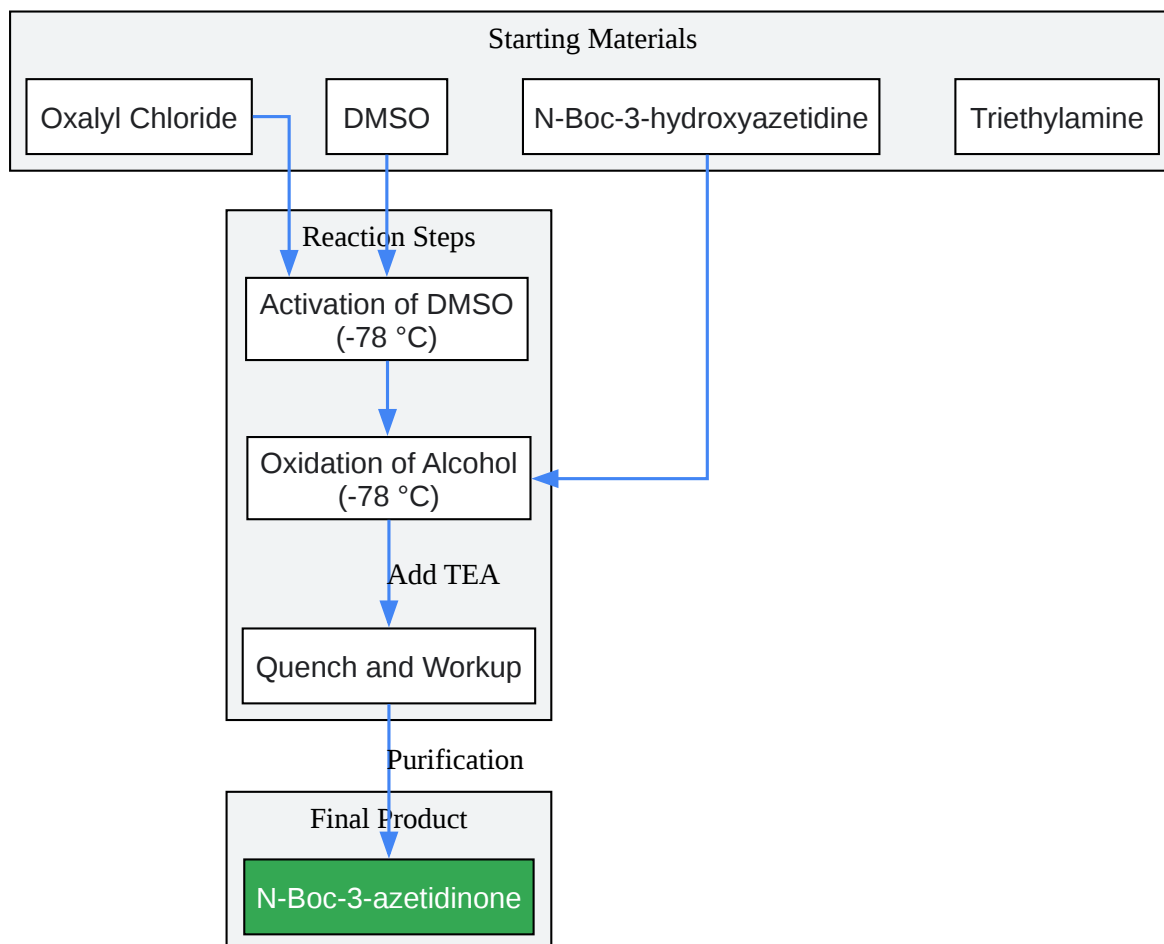 Starting Materials
Oxalyl Chloride
DMSO
N-Boc-3-hydroxyazetidine
Triethylamine
Reaction Steps
Activation of DMSO
(-78 °C)
Oxidation of Alcohol
(-78 °C)
Add TEA
Quench and Workup
Purification
Final Product
N-Boc-3-azetidinone